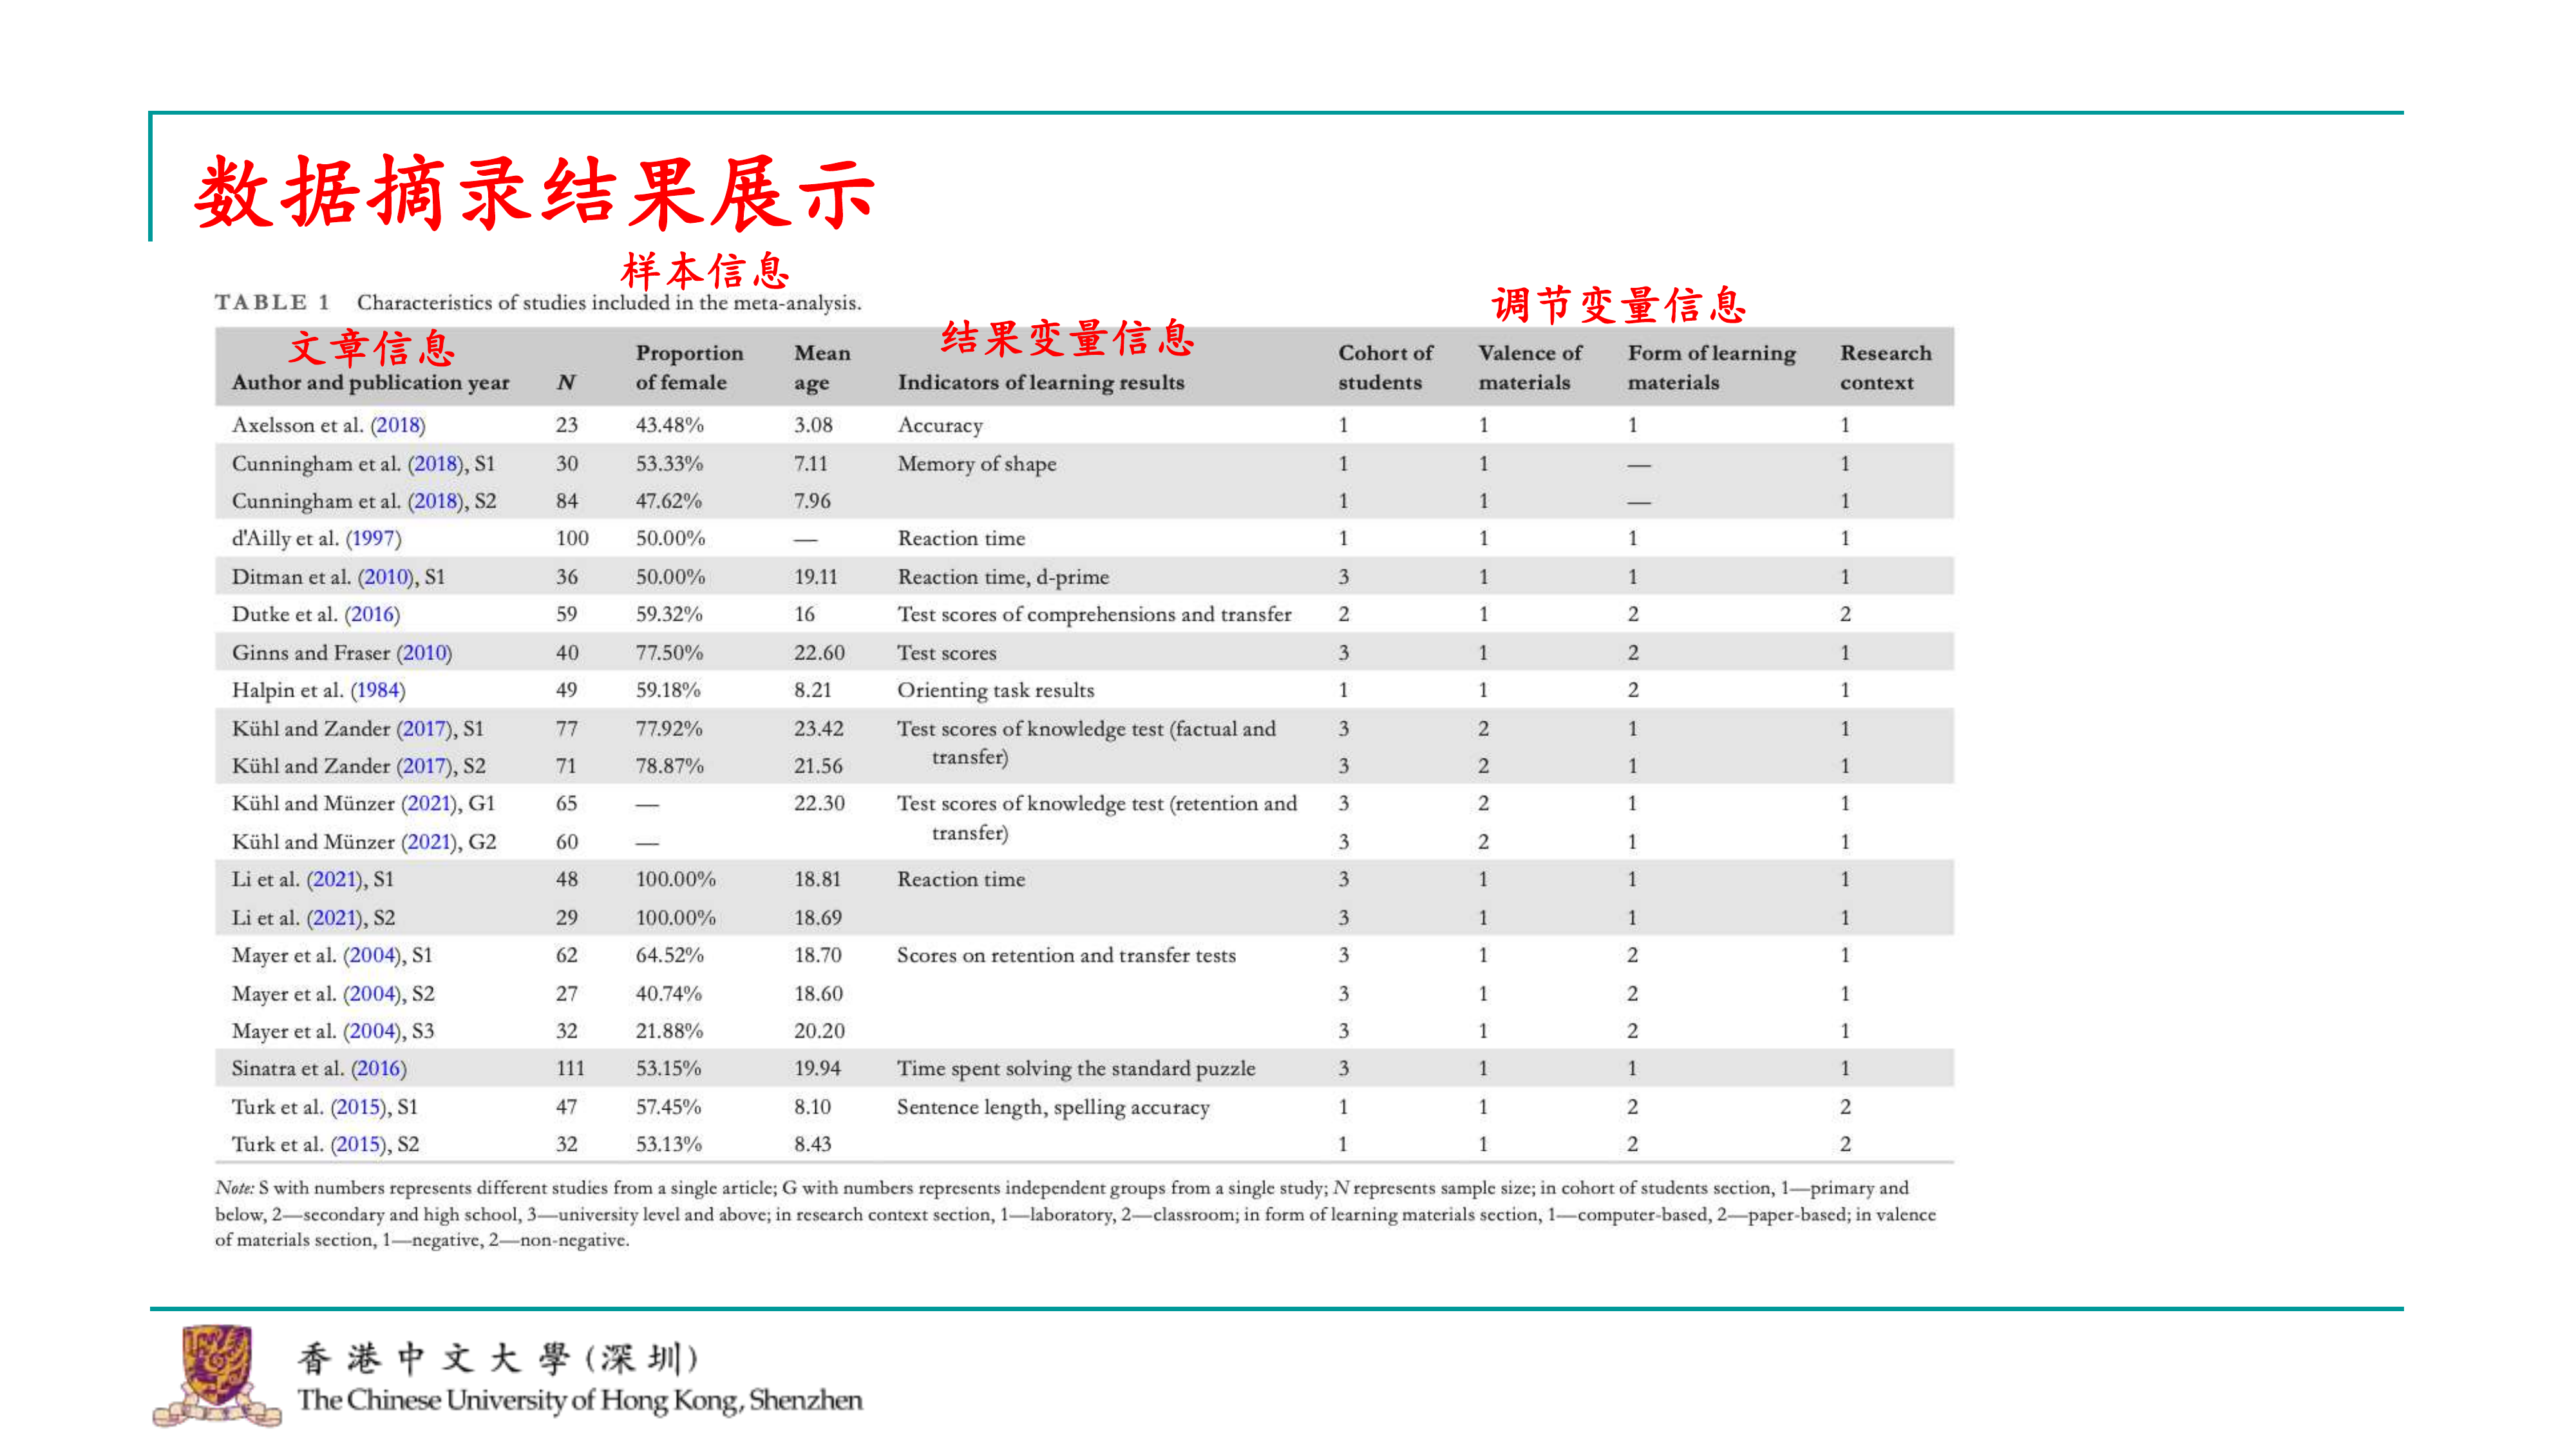 数据摘录结果展示
样本信息
TABLE 1 Characteristics of studies included in the meta-analysis.
调节变量信息
文章信息
结果变量信息
Author and publication year N Proportion of female Mean age Indicators of learning results Cohort of students Valence of materials Form of learning materials Research context
Axelsson et al. (2018) 23 43.48% 3.08 Accuracy 1 1 1 1
Cunningham et al. (2018), S1 30 53.33% 7.11 Memory of shape 1 1 — 1
Cunningham et al. (2018), S2 84 47.62% 7.96 1 1 — 1
d'Ailly et al. (1997) 100 50.00% — Reaction time 1 1 1 1
Ditman et al. (2010), S1 36 50.00% 19.11 Reaction time, d-prime 3 1 1 1
Dutke et al. (2016) 59 59.32% 16 Test scores of comprehensions and transfer 2 1 2 2
Ginns and Fraser (2010) 40 77.50% 22.60 Test scores 3 1 2 1
Halpin et al. (1984) 49 59.18% 8.21 Orienting task results 1 1 2 1
Kühl and Zander (2017), S1 77 77.92% 23.42 Test scores of knowledge test (factual and transfer) 3 2 1 1
Kühl and Zander (2017), S2 71 78.87% 21.56 3 2 1 1
Kühl and Münzer (2021), G1 65 — 22.30 Test scores of knowledge test (retention and transfer) 3 2 1 1
Kühl and Münzer (2021), G2 60 — 3 2 1 1
Li et al. (2021), S1 48 100.00% 18.81 Reaction time 3 1 1 1
Li et al. (2021), S2 29 100.00% 18.69 3 1 1 1
Mayer et al. (2004), S1 62 64.52% 18.70 Scores on retention and transfer tests 3 1 2 1
Mayer et al. (2004), S2 27 40.74% 18.60 3 1 2 1
Mayer et al. (2004), S3 32 21.88% 20.20 3 1 2 1
Sinatra et al. (2016) 111 53.15% 19.94 Time spent solving the standard puzzle 3 1 1 1
Turk et al. (2015), S1 47 57.45% 8.10 Sentence length, spelling accuracy 1 1 2 2
Turk et al. (2015), S2 32 53.13% 8.43 1 1 2 2
Note: S with numbers represents different studies from a single article; G with numbers represents independent groups from a single study; N represents sample size; in cohort of students section, 1—primary and
below, 2—secondary and high school, 3—university level and above; in research context section, 1—laboratory, 2—classroom; in form of learning materials section, 1—computer-based, 2—paper-based; in valence
of materials section, 1—negative, 2—non-negative.
香港中文大學(深圳)
The Chinese University of Hong Kong, Shenzhen